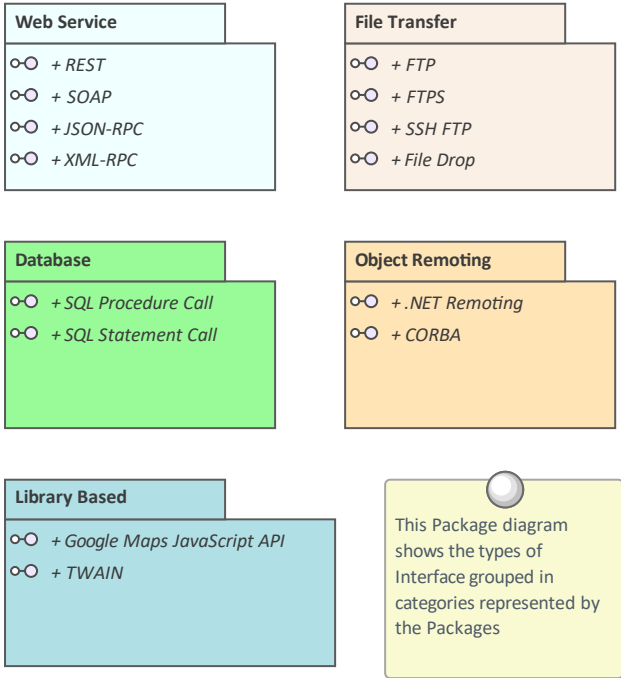 Web Service
+ REST
+ SOAP
+ JSON-RPC
+ XML-RPC
File Transfer
+ FTP
+ FTPS
+ SSH FTP
+ File Drop
Database
+ SQL Procedure Call
+ SQL Statement Call
Object Remoting
+ .NET Remoting
+ CORBA
Library Based
+ Google Maps JavaScript API
+ TWAIN
This Package diagram
shows the types of
Interface grouped in
categories represented by
the Packages